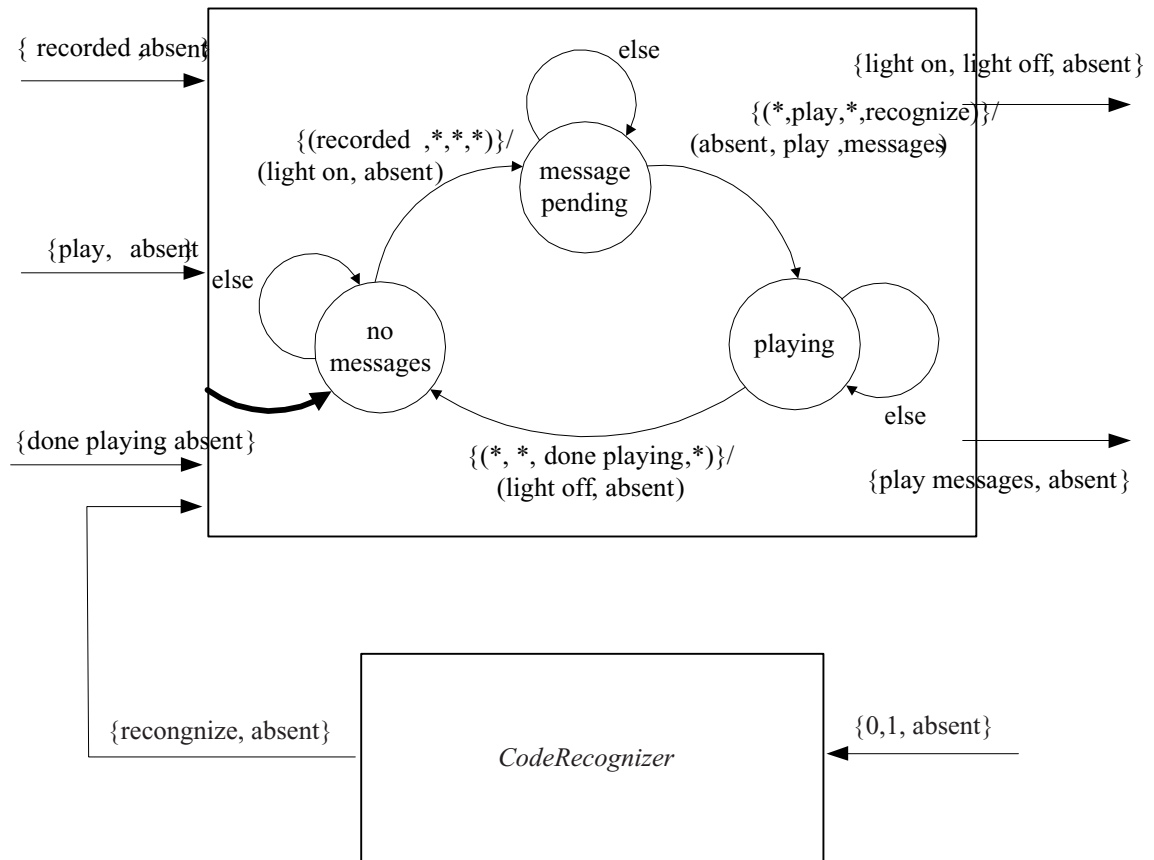 { recorded ,absent}
else
{light on, light off, absent}
{(*,play,*,recognize)}/
(absent, play ,messages)
{(recorded ,*,*,*)}/
(light on, absent)
message
pending
{play, absent}
else
no
messages
playing
else
{done playing absent}
{(*, *, done playing,*)}/
(light off, absent)
{play messages, absent}
{recongnize, absent}
{0,1, absent}
CodeRecognizer